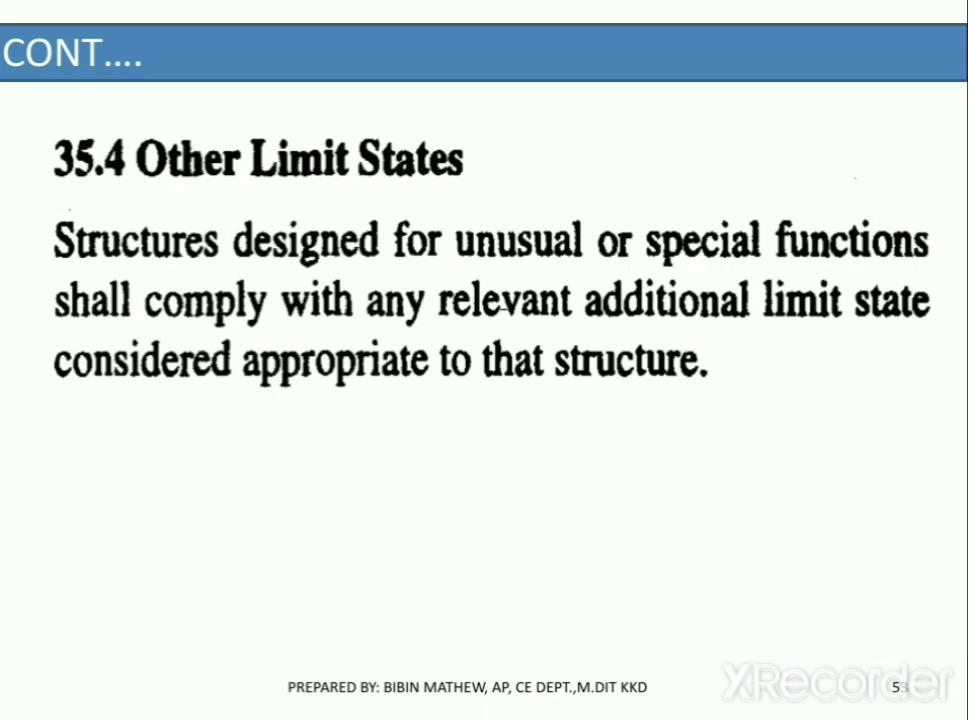 CONT....
35.4 Other Limit States
Structures designed for unusual or special functions
shall comply with any relevant additional limit state
considered appropriate to that structure.
PREPARED BY: BIBIN MATHEW, AP, CE DEPT.,M.DIT KKD
XRecorder
53